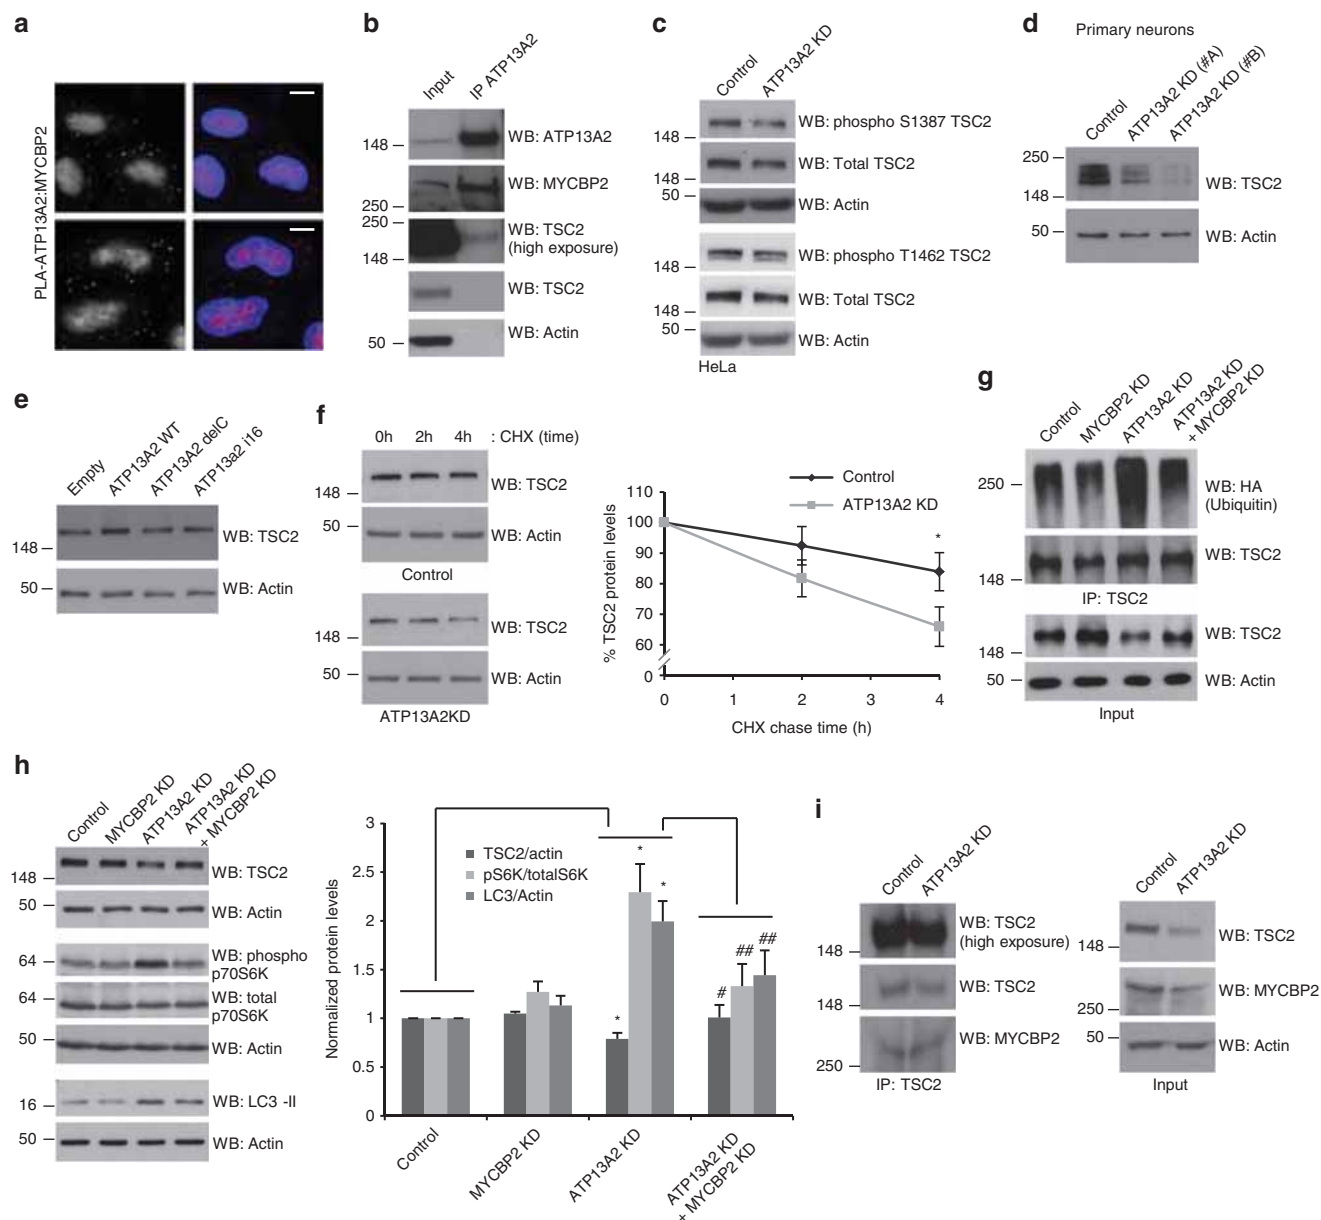 a
PLA-ATP13A2:MYCBP2
b
Input
IP ATP13A2
148
WB: ATP13A2
WB: MYCBP2
250
250
WB: TSC2
(high exposure)
148
WB: TSC2
50
WB: Actin
c
Control
ATP13A2 KD
148
WB: phospho S1387 TSC2
WB: Total TSC2
148
50
WB: Actin
WB: phospho T1462 TSC2
148
WB: Total TSC2
148
50
WB: Actin
HeLa
d
Primary neurons
Control
ATP13A2 KD (#A)
ATP13A2 KD (#B)
250
148
WB: TSC2
50
WB: Actin
e
Empty
ATP13A2 WT
ATP13A2 delC
ATP13a2 i16
148
WB: TSC2
50
WB: Actin
f
0h 2h 4h : CHX (time)
148
WB: TSC2
50
WB: Actin
Control
148
WB: TSC2
50
WB: Actin
ATP13A2KD
Control
ATP13A2 KD
% TSC2 protein levels
110
100
90
80
70
60
0
*
0 1 2 3 4
CHX chase time (h)
g
Control
MYCBP2 KD
ATP13A2 KD
ATP13A2 KD
+ MYCBP2 KD
250
WB: HA
(Ubiquitin)
WB: TSC2
148
IP: TSC2
WB: TSC2
148
50
WB: Actin
Input
h
Control
MYCBP2 KD
ATP13A2 KD
ATP13A2 KD
+ MYCBP2 KD
148
WB: TSC2
50
WB: Actin
64
WB: phospho
p70S6K
64
WB: total
p70S6K
50
WB: Actin
16
WB: LC3 -II
50
WB: Actin
Normalized protein levels
3
2.5
2
1.5
1
0.5
0
TSC2/actin
pS6K/totalS6K
LC3/Actin
*
*
*
#
##
##
Control
MYCBP2 KD
ATP13A2 KD
ATP13A2 KD
+ MYCBP2 KD
i
Control
ATP13A2 KD
148
WB: TSC2
(high exposure)
148
WB: TSC2
250
WB: MYCBP2
IP: TSC2
Control
ATP13A2 KD
148
WB: TSC2
WB: MYCBP2
250
50
WB: Actin
Input